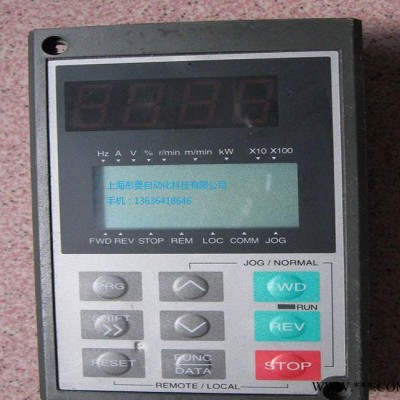 Hz A V % r/min m/min kW X10 X100
上海彤菱自动化科技有限公司
手机：13636418646
FWD REV STOP REM LOC COMM JOG
JOG / NORMAL
PRG
FWD
RUN
SHIFT
>>
REV
RESET
FUNC
DATA
STOP
REMOTE / LOCAL